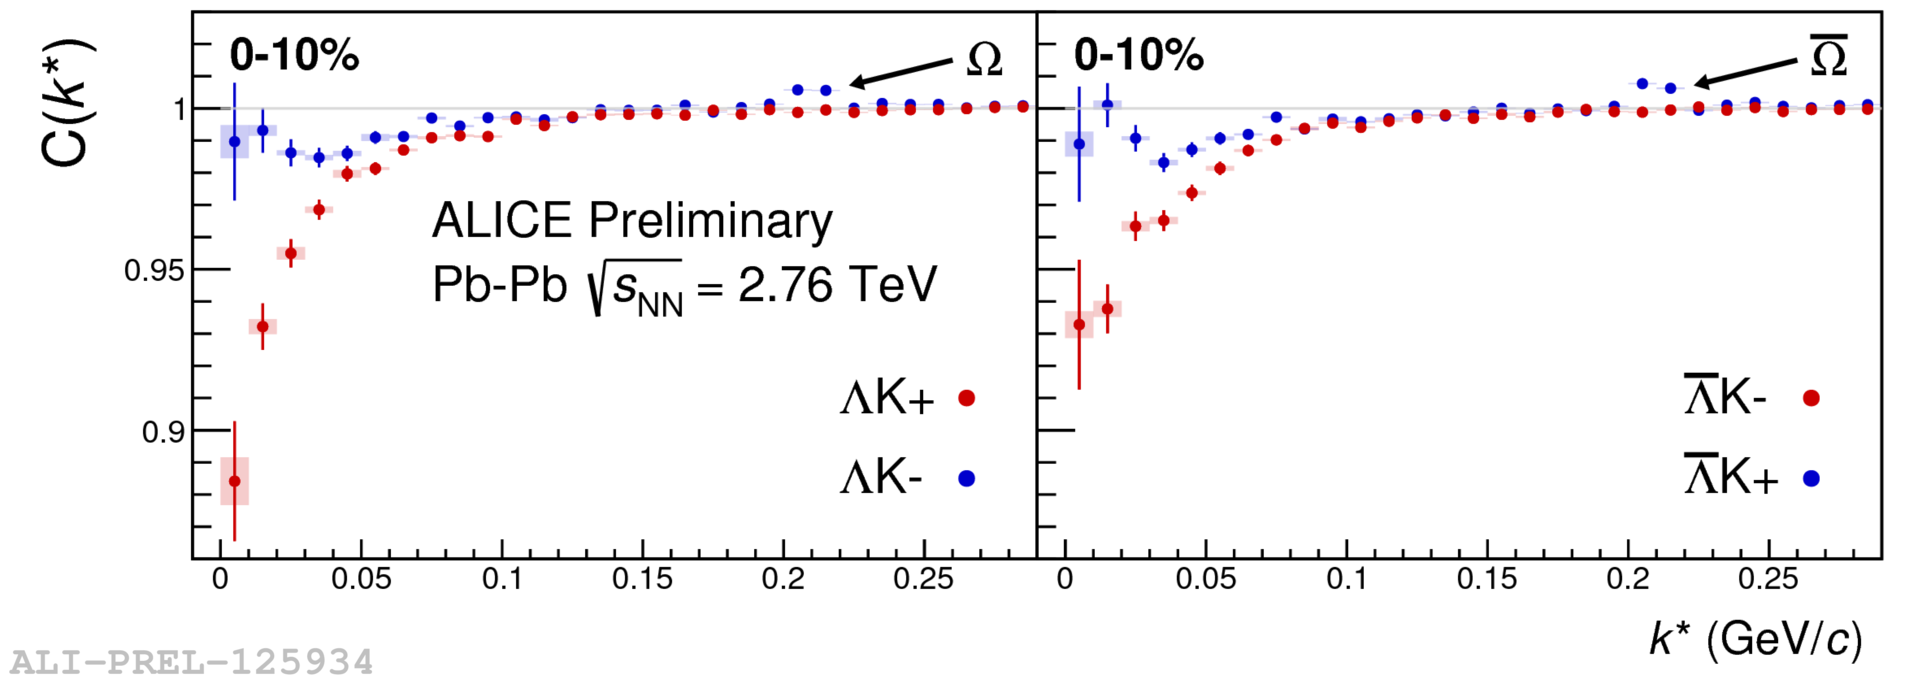 0-10% Ω
0-10% Ω̅
C(k*)
1
0.95
0.9
ALICE Preliminary
Pb-Pb √sNN = 2.76 TeV
ΛK+
ΛK-
Λ̅K-
Λ̅K+
0 0.05 0.1 0.15 0.2 0.25
0 0.05 0.1 0.15 0.2 0.25
k* (GeV/c)
ALI-PREL-125934